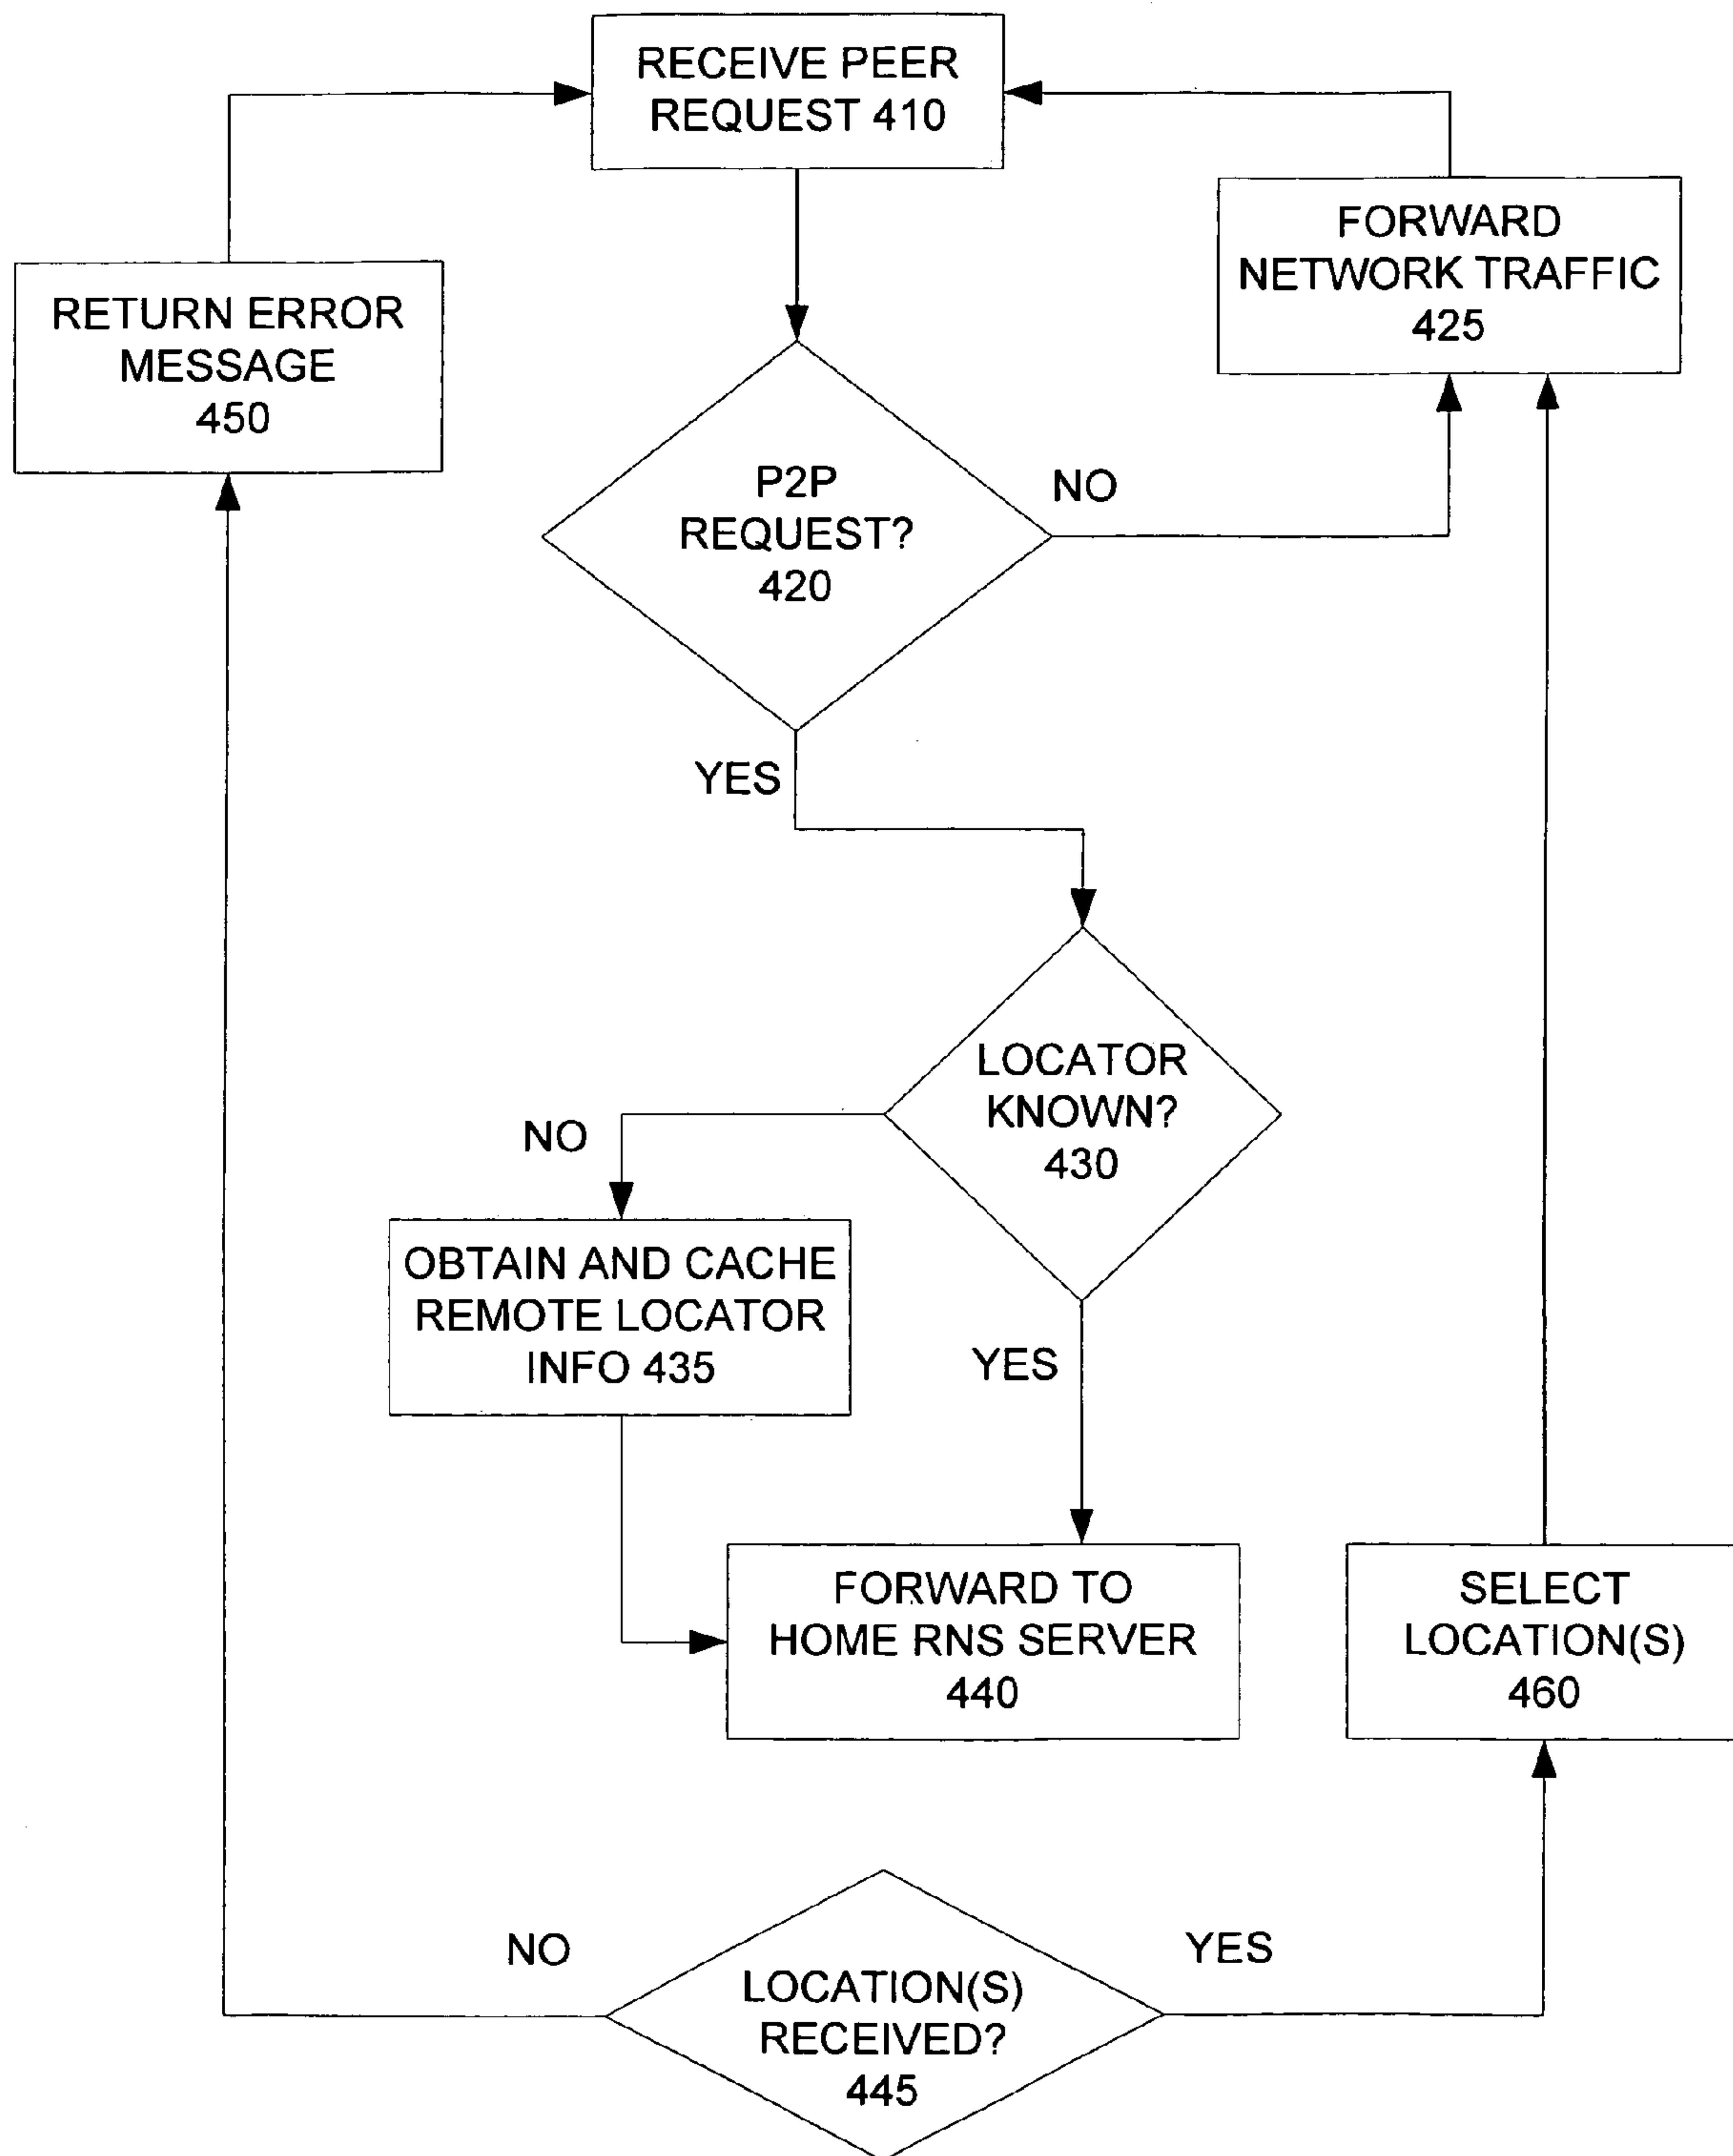 RECEIVE PEER
REQUEST 410
FORWARD
NETWORK TRAFFIC
425
RETURN ERROR
MESSAGE
450
P2P
REQUEST?
420
NO
YES
LOCATOR
KNOWN?
430
NO
OBTAIN AND CACHE
REMOTE LOCATOR
INFO 435
YES
FORWARD TO
HOME RNS SERVER
440
SELECT
LOCATION(S)
460
NO
YES
LOCATION(S)
RECEIVED?
445